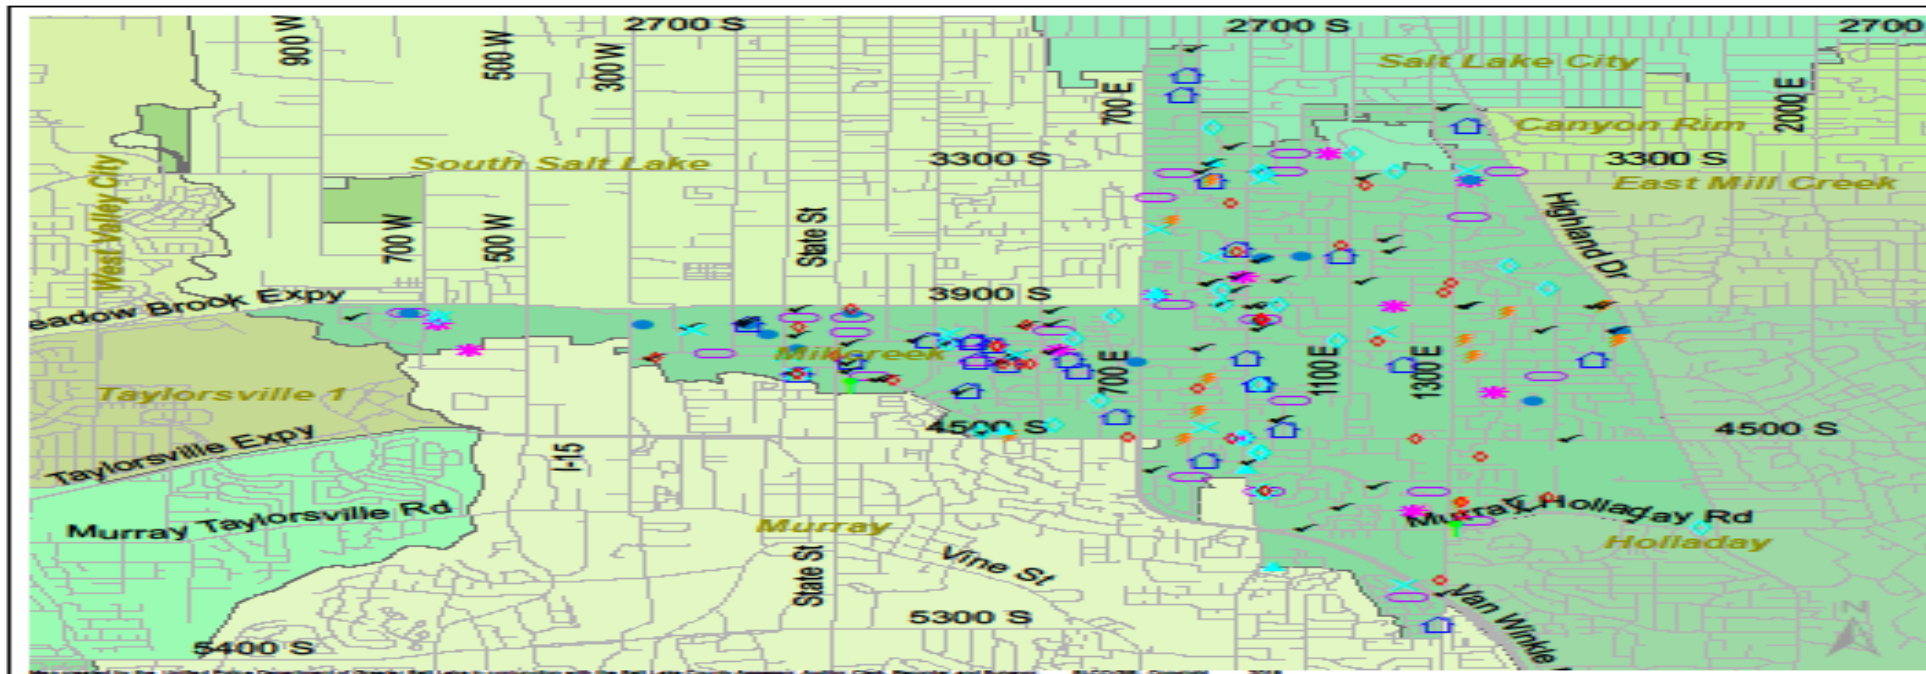 2700 S
2700 S
2700
900 W
500 W
300 W
700 E
2000 E
Salt Lake City
Canyon Rim
South Salt Lake
3300 S
3300 S
West Valley City
East Mill Creek
700 W
500 W
State St
Highland Dr
eadow Brook Expy
3900 S
Millcreek
700 E
1100 E
1300 E
Taylorsville 1
4500 S
4500 S
Taylorsville Expy
I-15
Murray Taylorsville Rd
Murray
Murray Holladay Rd
Holladay
State St
Vine St
Van Winkle
5300 S
5400 S
N